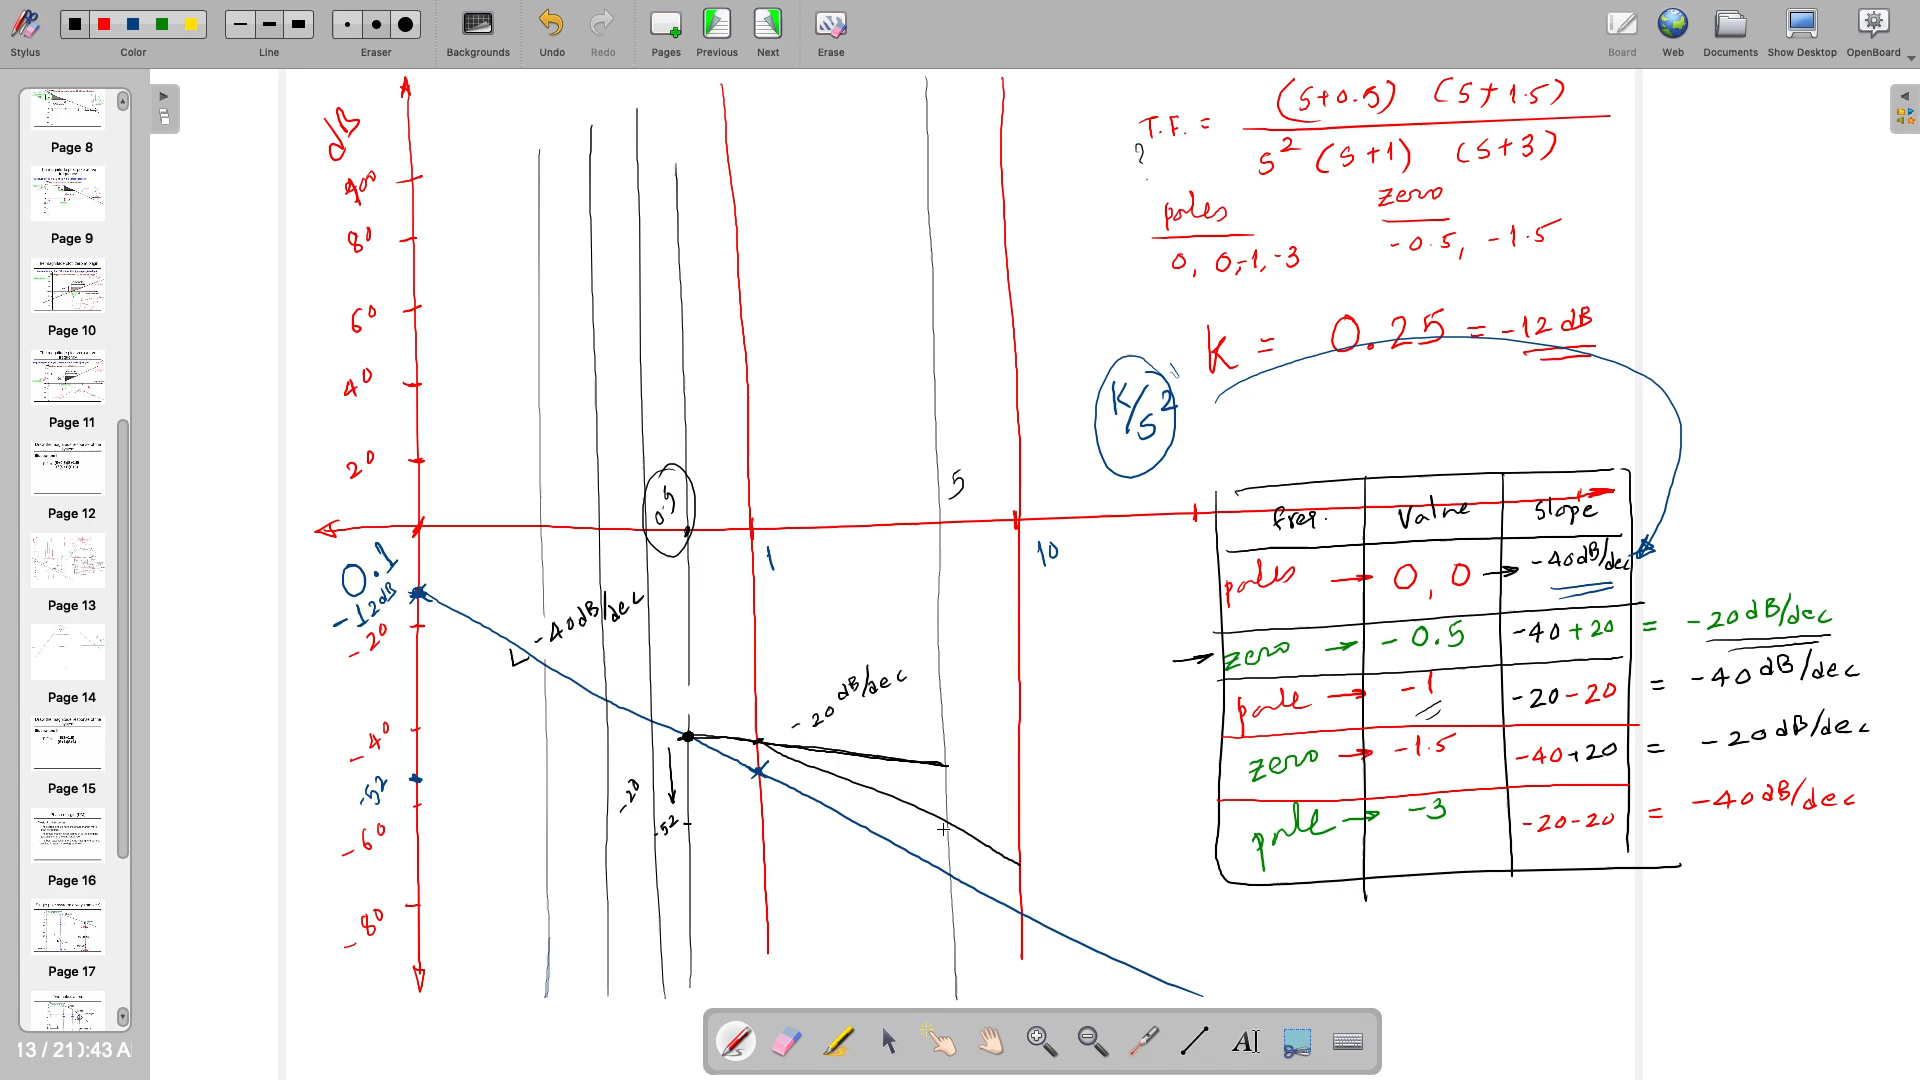 Stylus Color Line Eraser Backgrounds Undo Redo Pages Previous Next Erase Board Web Documents Show Desktop OpenBoard
Page 8
Page 9
Page 10
Page 11
Page 12
Page 13
Page 14
Page 15
Page 16
Page 17
dB
100
80
60
40
20
0.1
-12dB
-20
-40
-52
-60
-80
0.5
1
5
10
-40dB/dec
-20 dB/dec
-20
-52
T.F. = (S+0.5) (S+1.5)
S² (S+1) (S+3)
?
poles
0, 0,-1,-3
zero
-0.5, -1.5
K = 0.25 = -12 dB
K/S²
freq. Value Slope
poles → 0, 0 → -40dB/dec
zero → -0.5 -40+20 = -20dB/dec
pole → -1 -20-20 = -40dB/dec
zero → -1.5 -40+20 = -20dB/dec
pole → -3 -20-20 = -40dB/dec